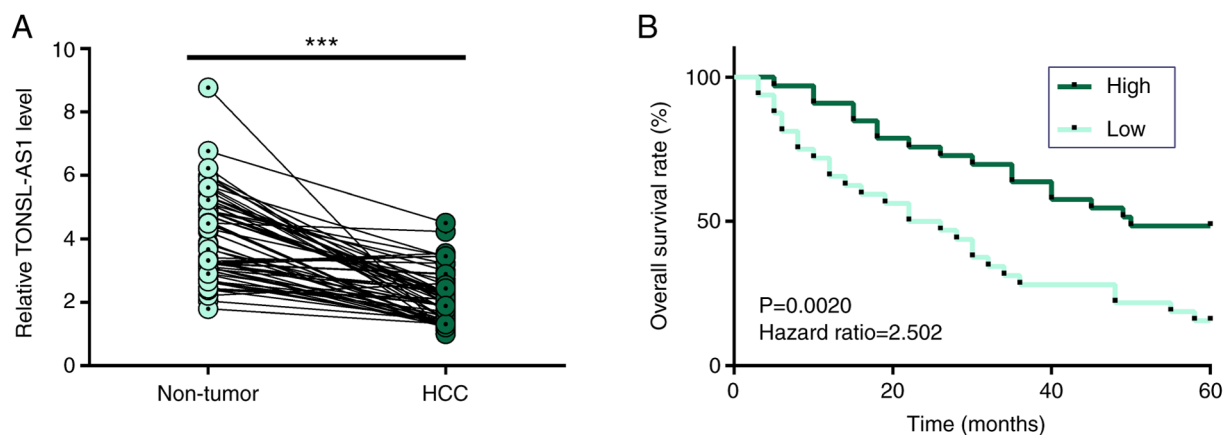 A
***
Relative TONSL-AS1 level
10
8
6
4
2
0
Non-tumor
HCC
B
Overall survival rate (%)
100
50
0
High
Low
P=0.0020
Hazard ratio=2.502
0
20
40
60
Time (months)